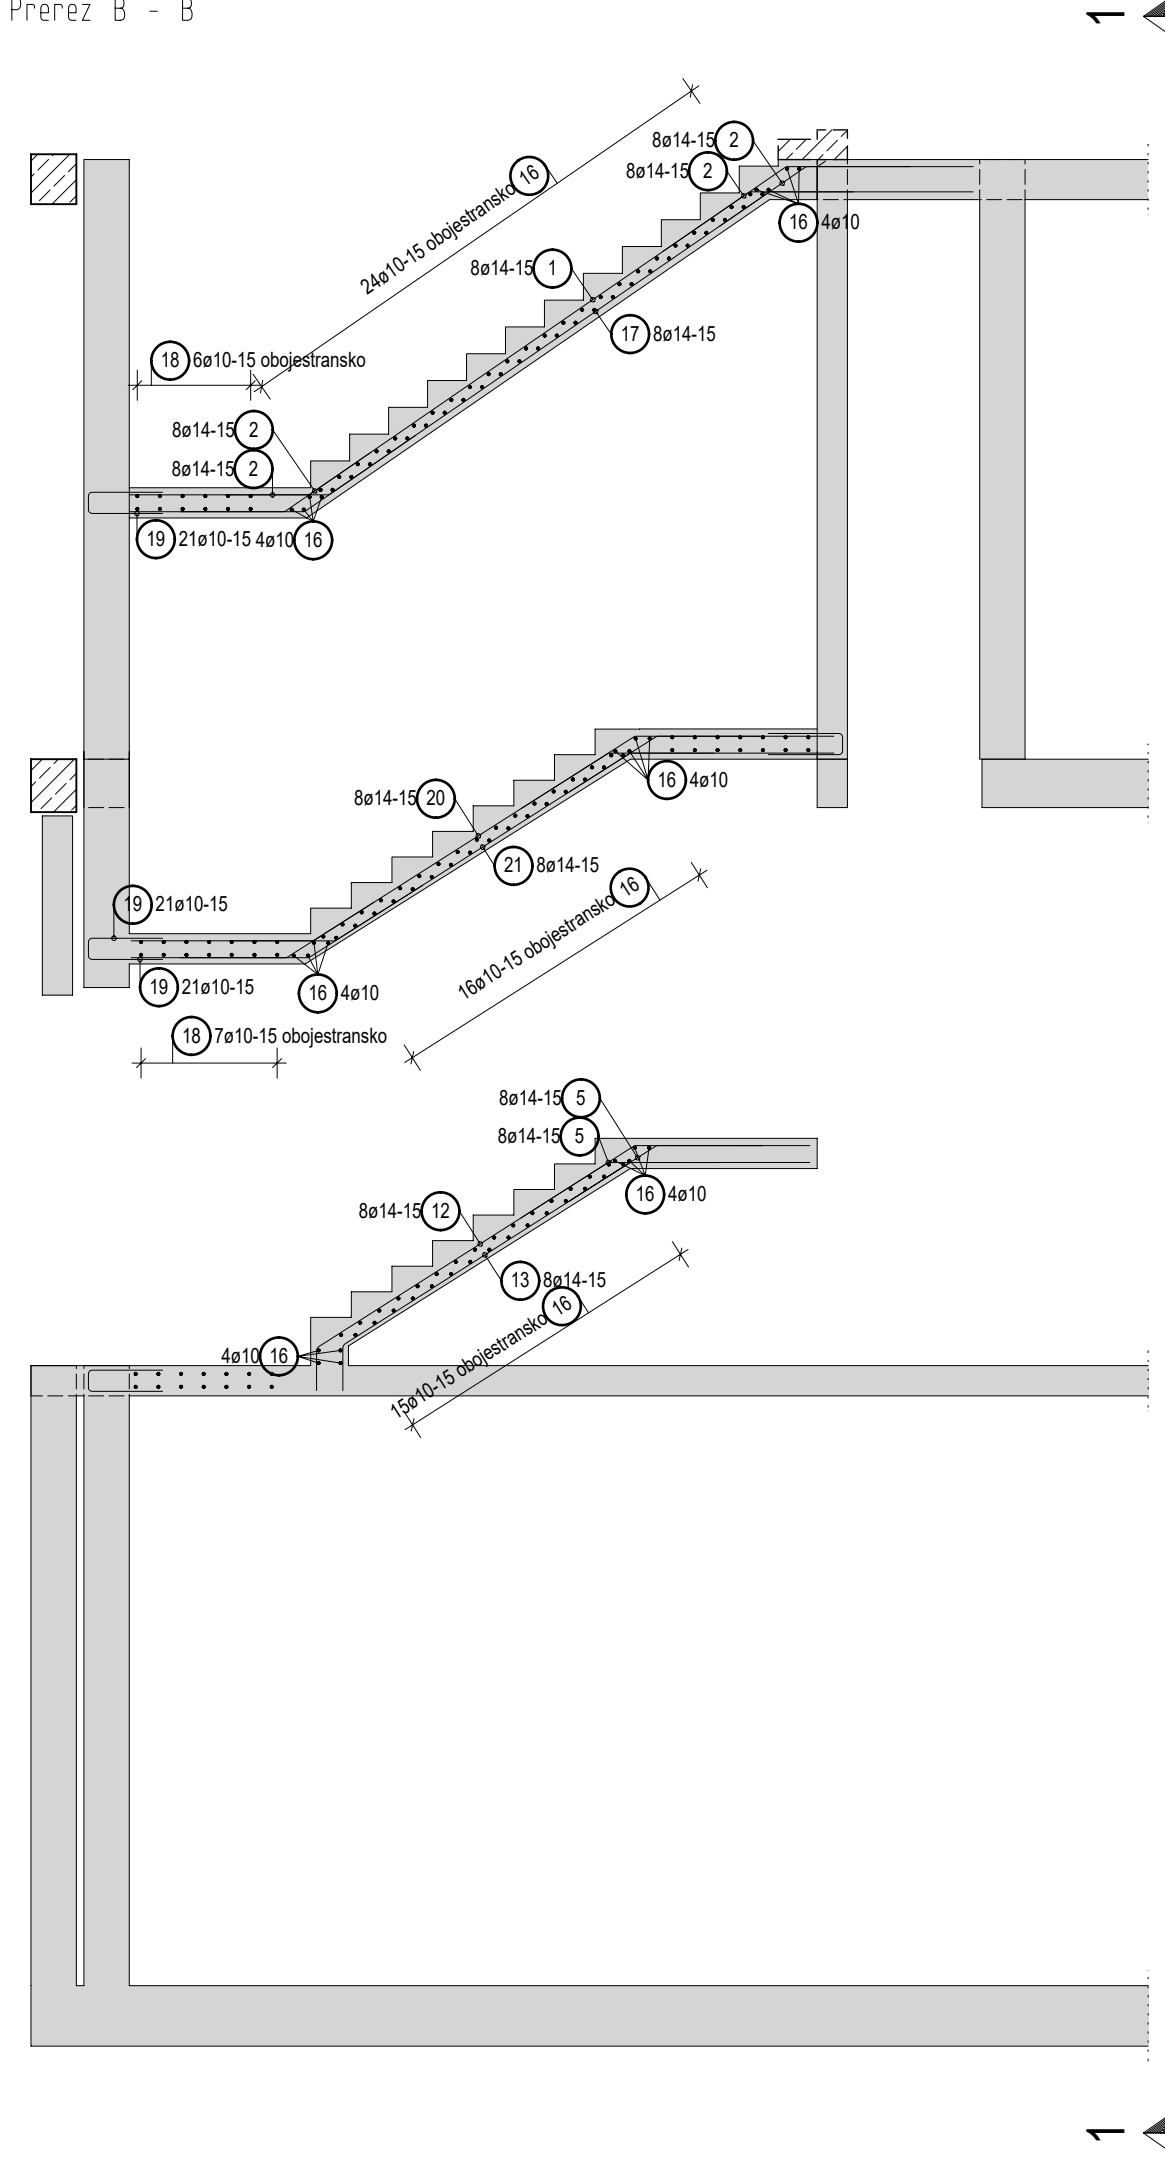 Prerez B - B
1
8ø14-15 2
8ø14-15 2
24ø10-15 obojestransko 16
16 4ø10
8ø14-15 1
17 8ø14-15
18 6ø10-15 obojestransko
8ø14-15 2
8ø14-15 2
19 21ø10-15 4ø10 16
16 4ø10
8ø14-15 20
21 8ø14-15
16ø10-15 obojestransko 16
19 21ø10-15
19 21ø10-15
16 4ø10
18 7ø10-15 obojestransko
8ø14-15 5
8ø14-15 5
16 4ø10
8ø14-15 12
13 8ø14-15
15ø10-15 obojestransko 16
4ø10 16
1